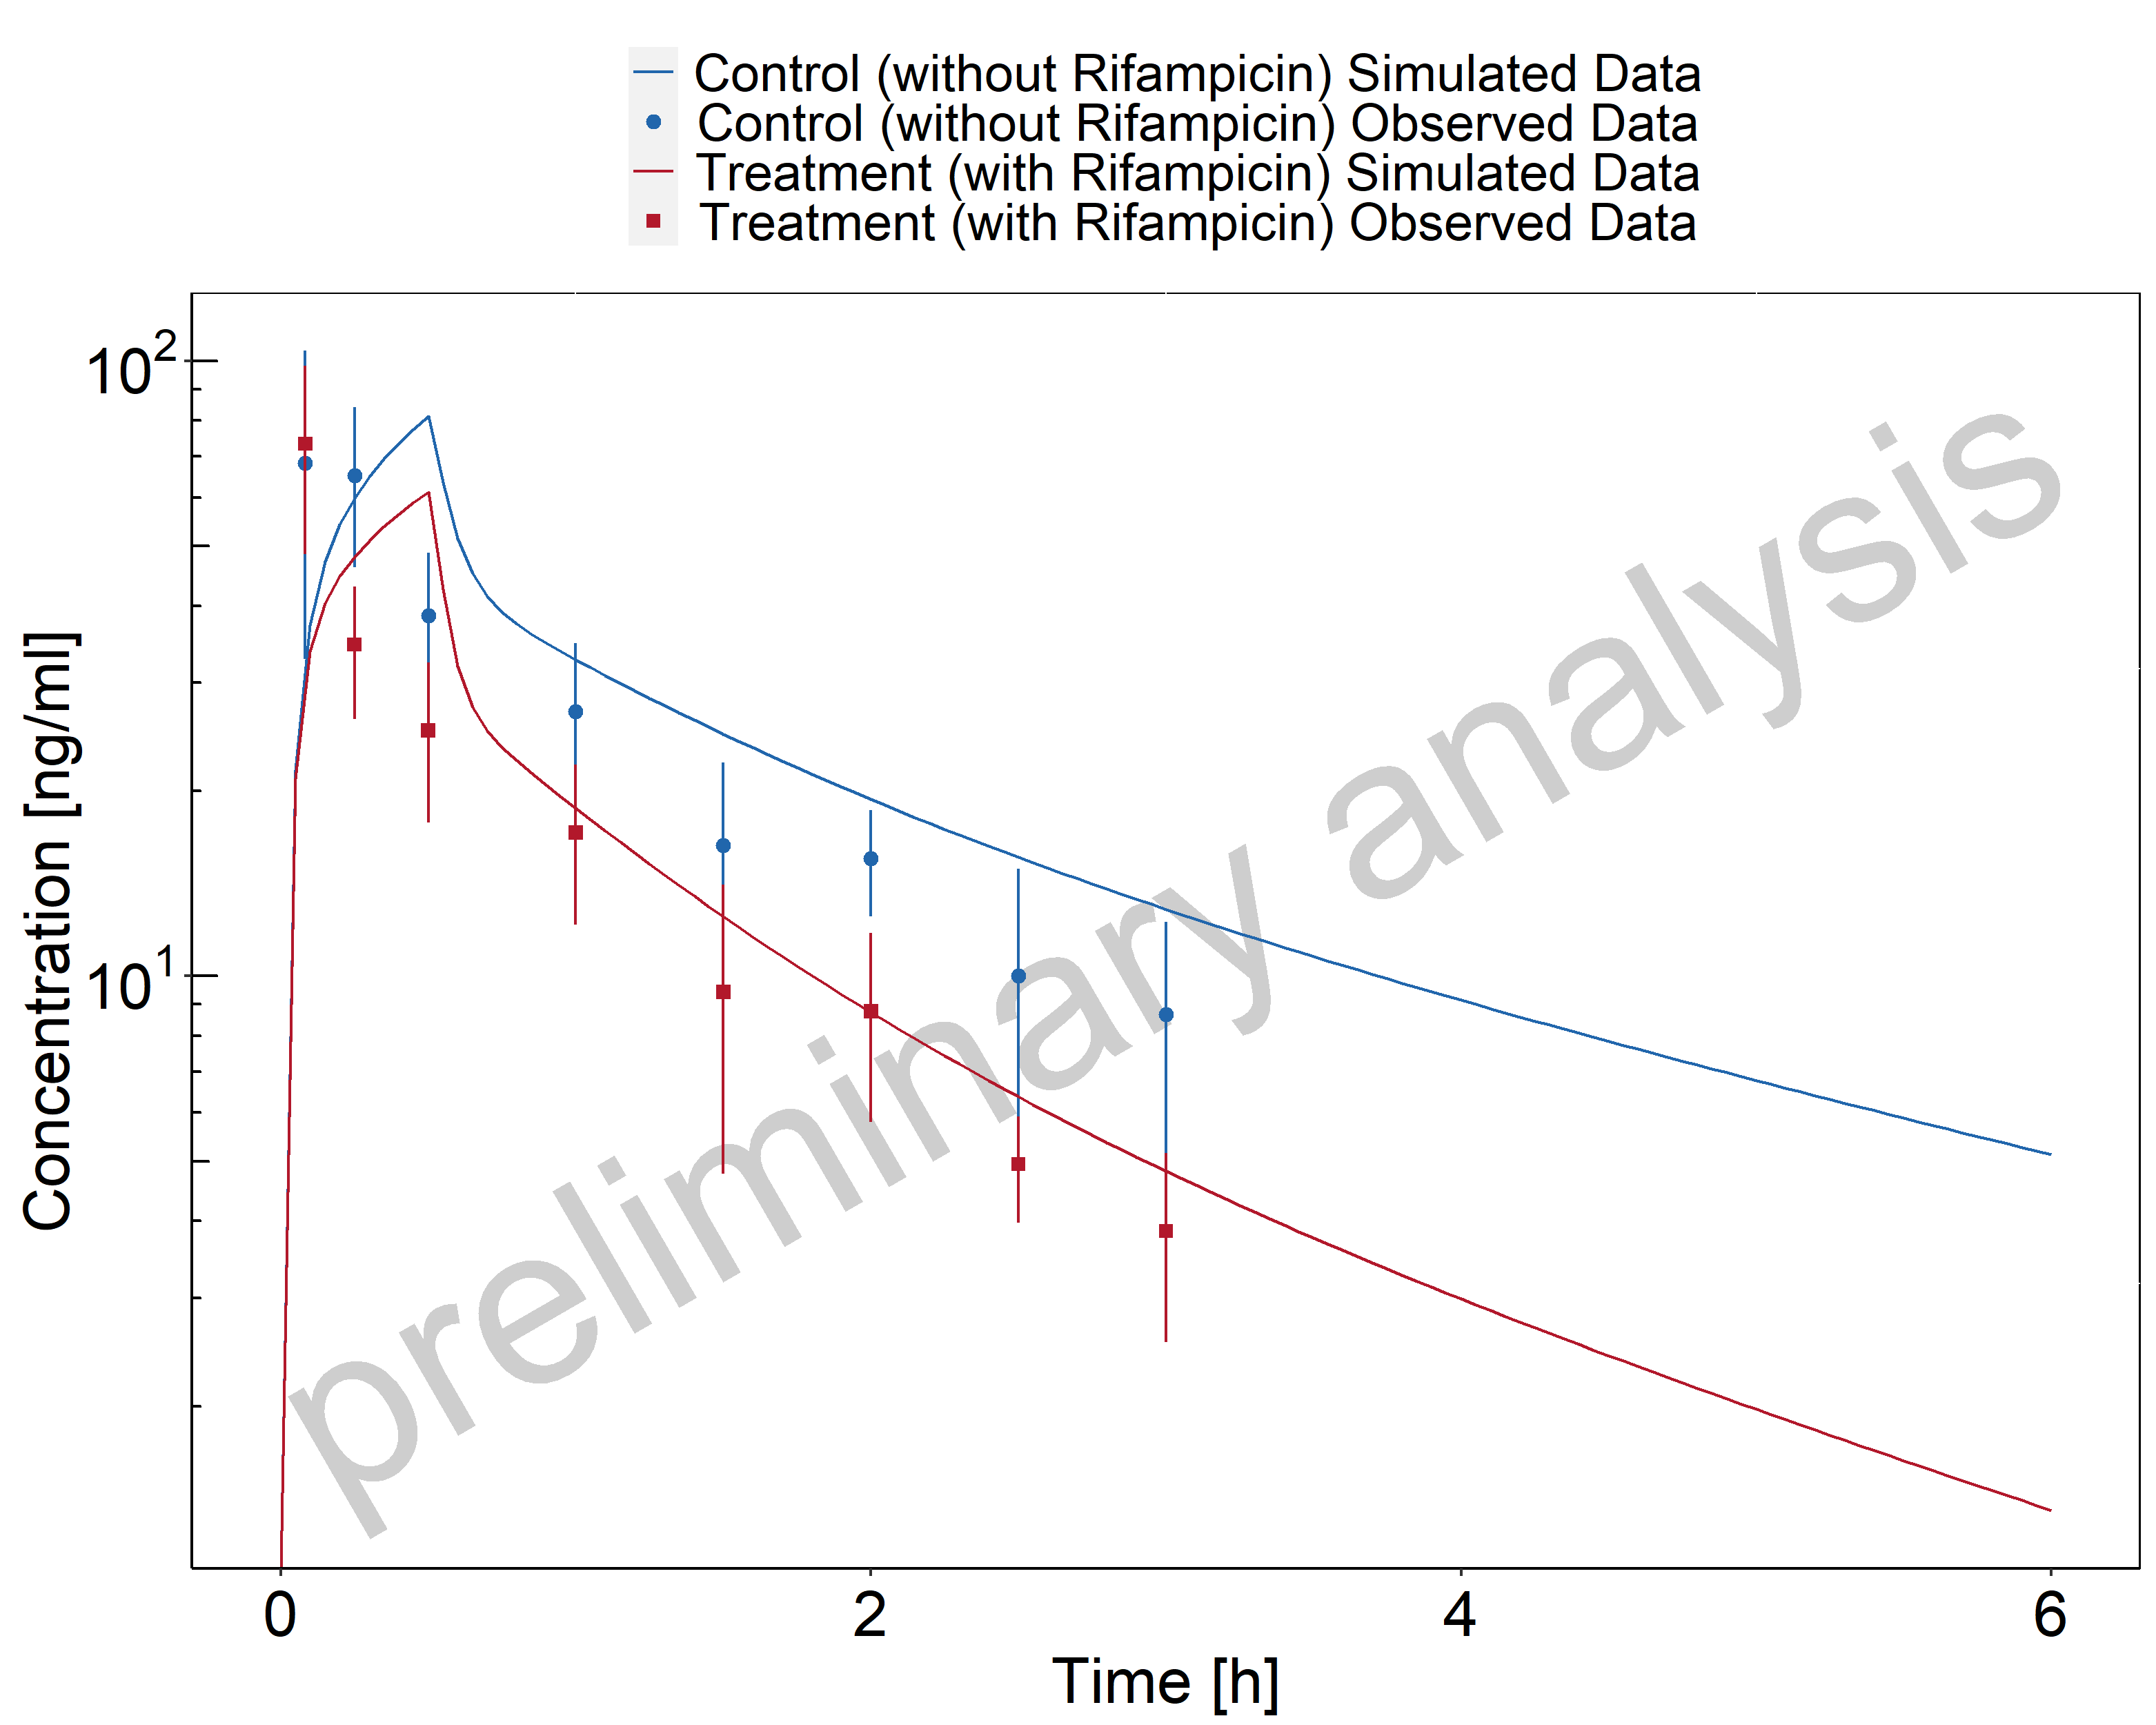 Control (without Rifampicin) Simulated Data
Control (without Rifampicin) Observed Data
Treatment (with Rifampicin) Simulated Data
Treatment (with Rifampicin) Observed Data
10²
10¹
Concentration [ng/ml]
preliminary analysis
0 2 4 6
Time [h]